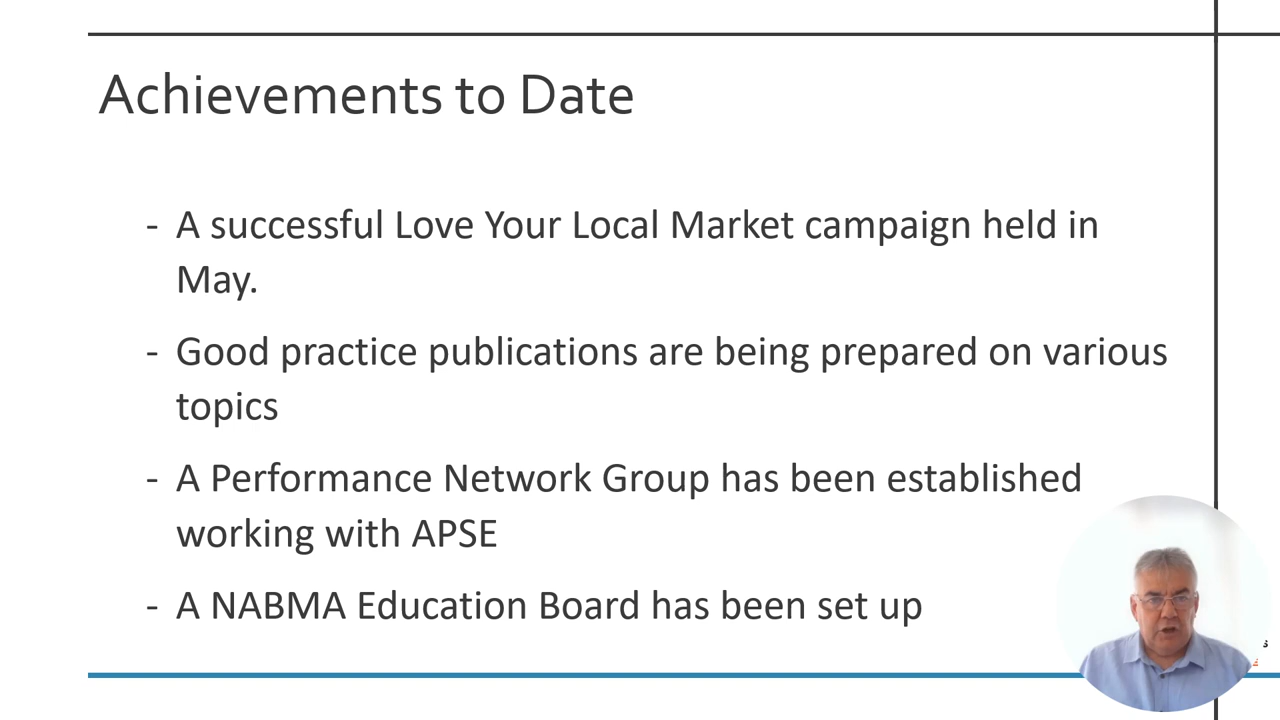 Achievements to Date
- A successful Love Your Local Market campaign held in
May.
- Good practice publications are being prepared on various
topics
- A Performance Network Group has been established
working with APSE
- A NABMA Education Board has been set up